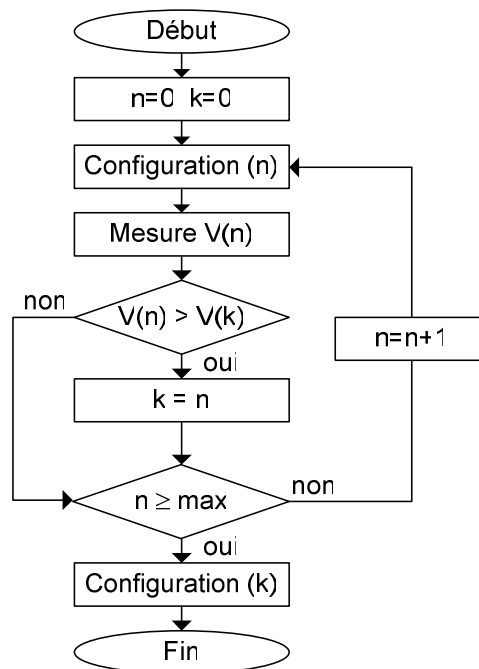 Début
n=0 k=0
Configuration (n)
Mesure V(n)
non
V(n) > V(k)
n=n+1
oui
k = n
n ≥ max
non
oui
Configuration (k)
Fin